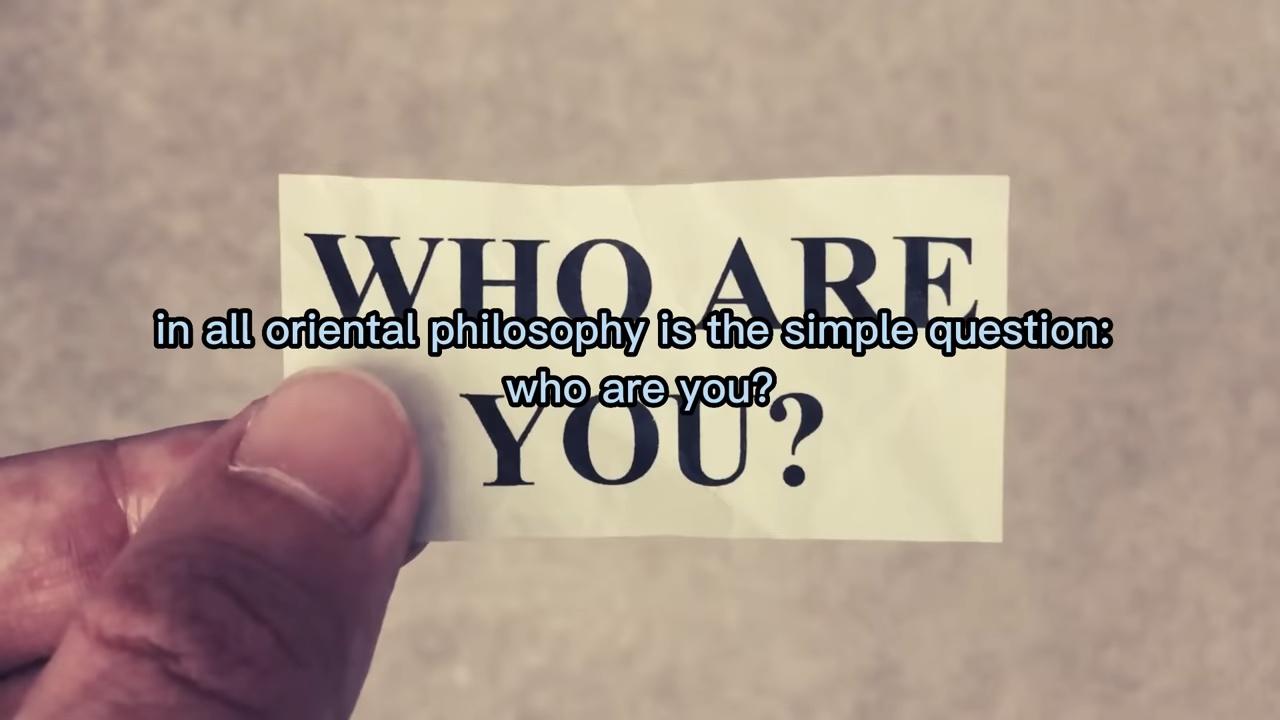 WHO ARE
in all oriental philosophy is the simple question:
who are you?
YOU?